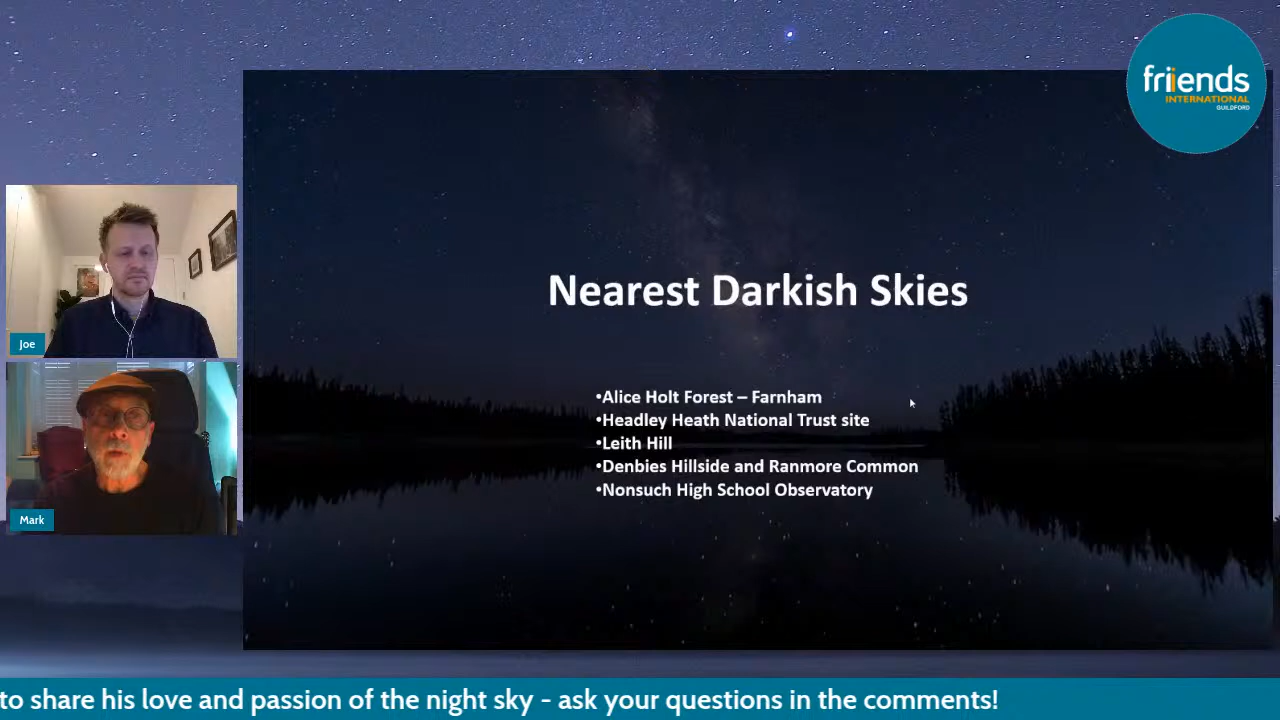 friiends
INTERNATIONAL
GUILDFORD
Joe
Mark
Nearest Darkish Skies
•Alice Holt Forest – Farnham
•Headley Heath National Trust site
•Leith Hill
•Denbies Hillside and Ranmore Common
•Nonsuch High School Observatory
to share his love and passion of the night sky - ask your questions in the comments!